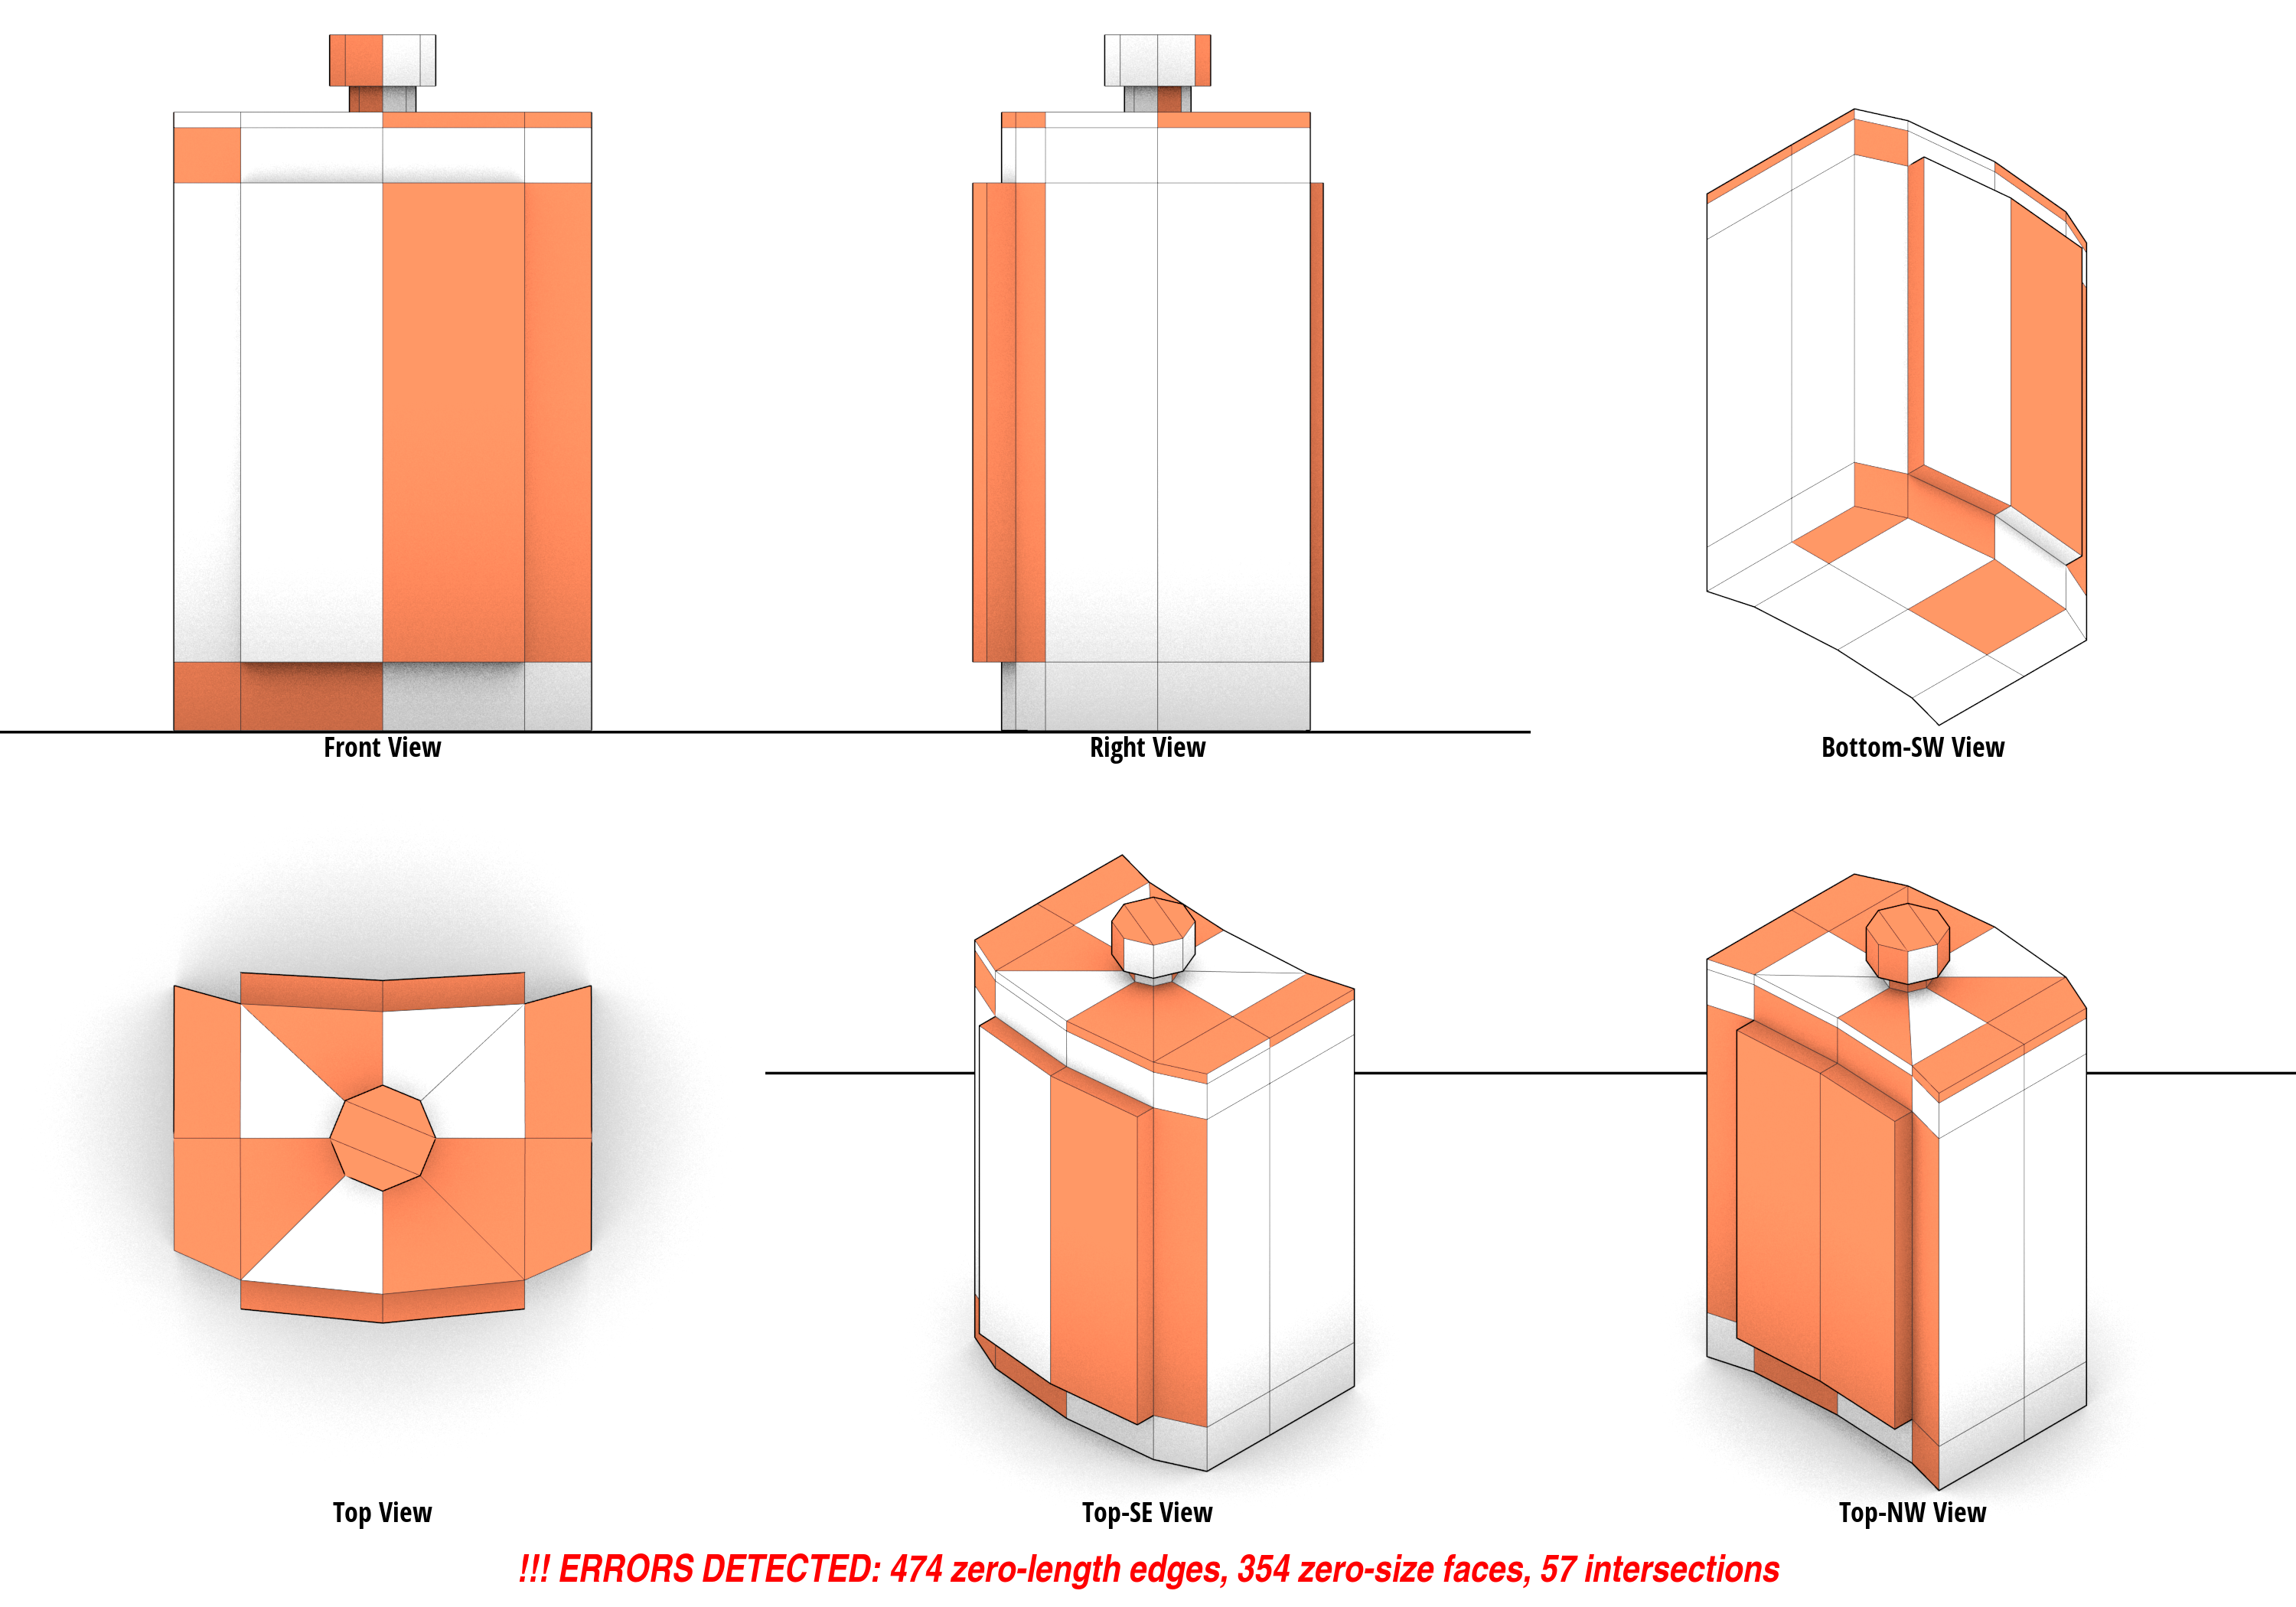 Front View
Right View
Bottom-SW View
Top View
Top-SE View
Top-NW View
!!! ERRORS DETECTED: 474 zero-length edges, 354 zero-size faces, 57 intersections